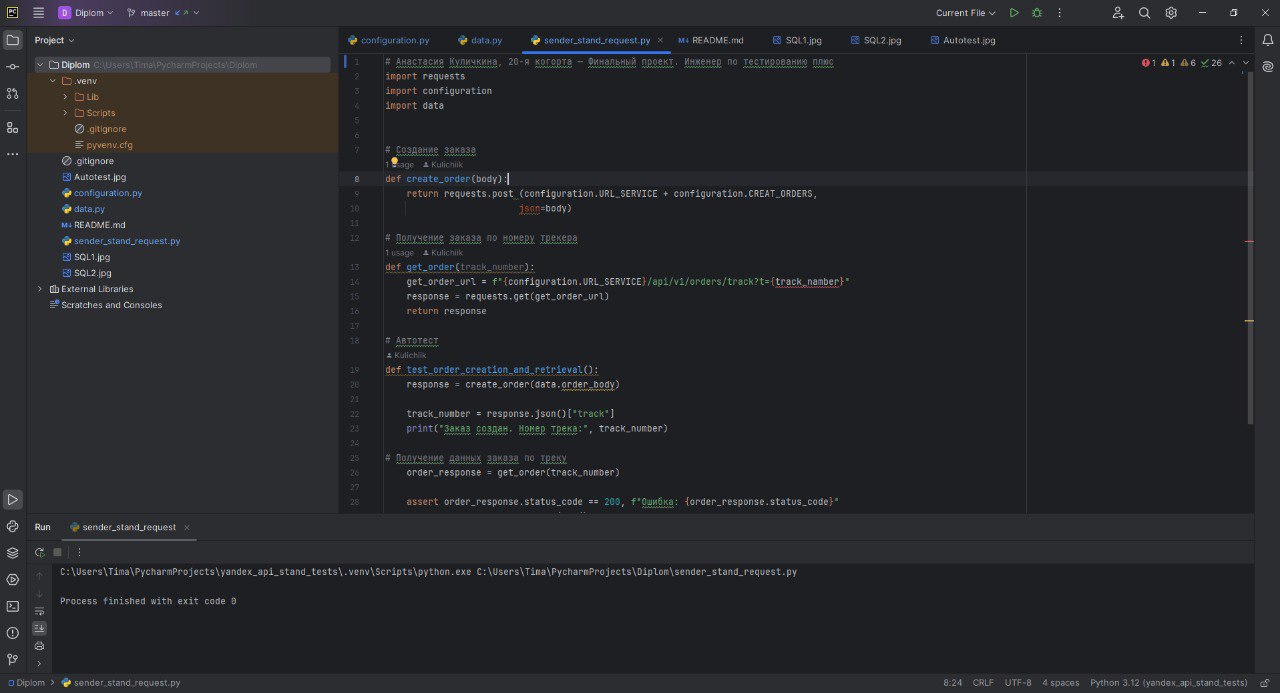 PC
D Diplom
master
Current File
Project
configuration.py
data.py
sender_stand_request.py
README.md
SQL1.jpg
SQL2.jpg
Autotest.jpg
Diplom C:\Users\Tima\PycharmProjects\Diplom
.venv
Lib
Scripts
.gitignore
pyvenv.cfg
.gitignore
Autotest.jpg
configuration.py
data.py
M↓ README.md
sender_stand_request.py
SQL1.jpg
SQL2.jpg
External Libraries
Scratches and Consoles
1 1 6 26
1 # Анастасия Куличкина, 20-я когорта — Финальный проект. Инженер по тестированию плюс
2 import requests
3 import configuration
4 import data
5
6
7 # Создание заказа
1 usage Kulichiik
8 def create_order(body):
9 return requests.post (configuration.URL_SERVICE + configuration.CREAT_ORDERS,
10 json=body)
11
12 # Получение заказа по номеру трекера
1 usage Kulichiik
13 def get_order(track_number):
14 get_order_url = f"{configuration.URL_SERVICE}/api/v1/orders/track?t={track_namber}"
15 response = requests.get(get_order_url)
16 return response
17
18 # Автотест
Kulichiik
19 def test_order_creation_and_retrieval():
20 response = create_order(data.order_body)
21
22 track_number = response.json()["track"]
23 print("Заказ создан. Номер трека:", track_number)
24
25 # Получение данных заказа по треку
26 order_response = get_order(track_number)
27
28 assert order_response.status_code == 200, f"Ошибка: {order_response.status_code}"
Run
sender_stand_request
C:\Users\Tima\PycharmProjects\yandex_api_stand_tests\.venv\Scripts\python.exe C:\Users\Tima\PycharmProjects\Diplom\sender_stand_request.py
Process finished with exit code 0
Diplom > sender_stand_request.py
8:24 CRLF UTF-8 4 spaces Python 3.12 (yandex_api_stand_tests)